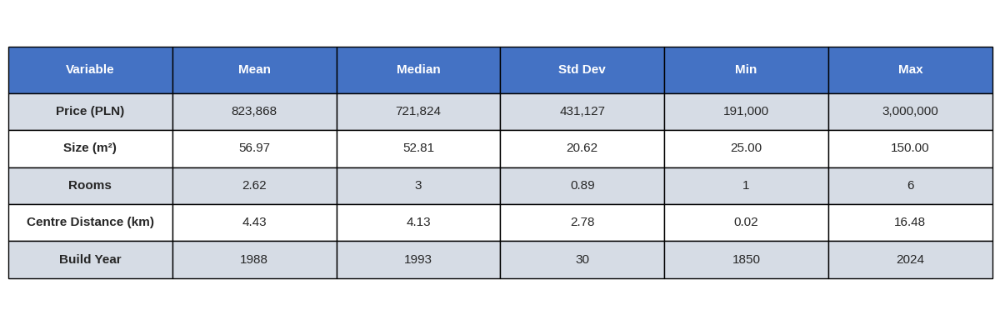 Variable Mean Median Std Dev Min Max
Price (PLN) 823,868 721,824 431,127 191,000 3,000,000
Size (m²) 56.97 52.81 20.62 25.00 150.00
Rooms 2.62 3 0.89 1 6
Centre Distance (km) 4.43 4.13 2.78 0.02 16.48
Build Year 1988 1993 30 1850 2024